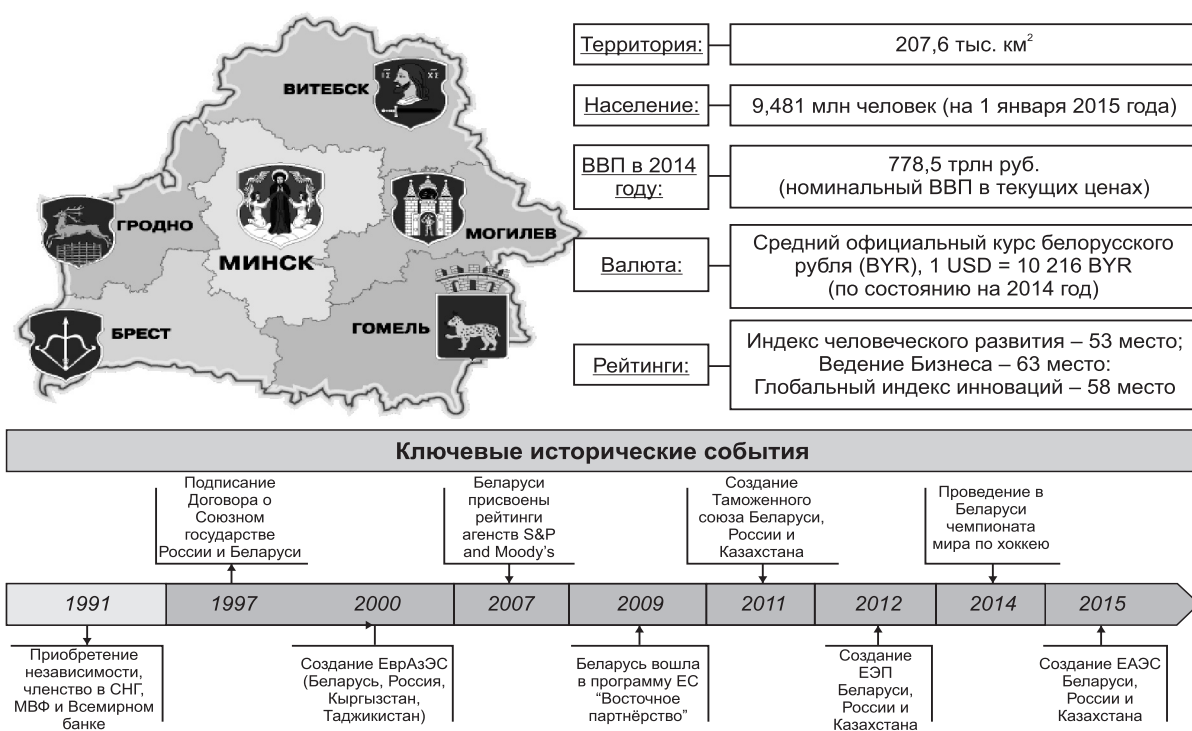 ВИТЕБСК
ГРОДНО
МИНСК
МОГИЛЕВ
БРЕСТ
ГОМЕЛЬ
Территория:
207,6 тыс. км²
Население:
9,481 млн человек (на 1 января 2015 года)
ВВП в 2014
году:
778,5 трлн руб.
(номинальный ВВП в текущих ценах)
Валюта:
Средний официальный курс белорусского
рубля (BYR), 1 USD = 10 216 BYR
(по состоянию на 2014 год)
Рейтинги:
Индекс человеческого развития – 53 место;
Ведение Бизнеса – 63 место:
Глобальный индекс инноваций – 58 место
Ключевые исторические события
Подписание
Договора о
Союзном
государстве
России и Беларуси
Беларуси
присвоены
рейтинги
агенств S&P
and Moody's
Создание
Таможенного
союза Беларуси,
России и
Казахстана
Проведение в
Беларуси
чемпионата
мира по хоккею
1991 1997 2000 2007 2009 2011 2012 2014 2015
Приобретение
независимости,
членство в СНГ,
МВФ и Всемирном
банке
Создание ЕврАзЭС
(Беларусь, Россия,
Кыргызстан,
Таджикистан)
Беларусь вошла
в программу ЕС
“Восточное
партнёрство”
Создание
ЕЭП
Беларуси,
России и
Казахстана
Создание ЕАЭС
Беларуси,
России и
Казахстана